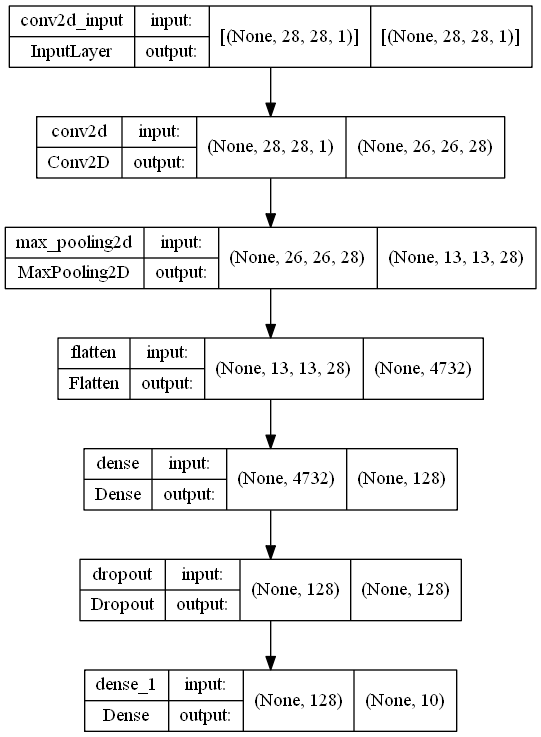 conv2d_input input: [(None, 28, 28, 1)] [(None, 28, 28, 1)]
InputLayer output:
conv2d input: (None, 28, 28, 1) (None, 26, 26, 28)
Conv2D output:
max_pooling2d input: (None, 26, 26, 28) (None, 13, 13, 28)
MaxPooling2D output:
flatten input: (None, 13, 13, 28) (None, 4732)
Flatten output:
dense input: (None, 4732) (None, 128)
Dense output:
dropout input: (None, 128) (None, 128)
Dropout output:
dense_1 input: (None, 128) (None, 10)
Dense output: